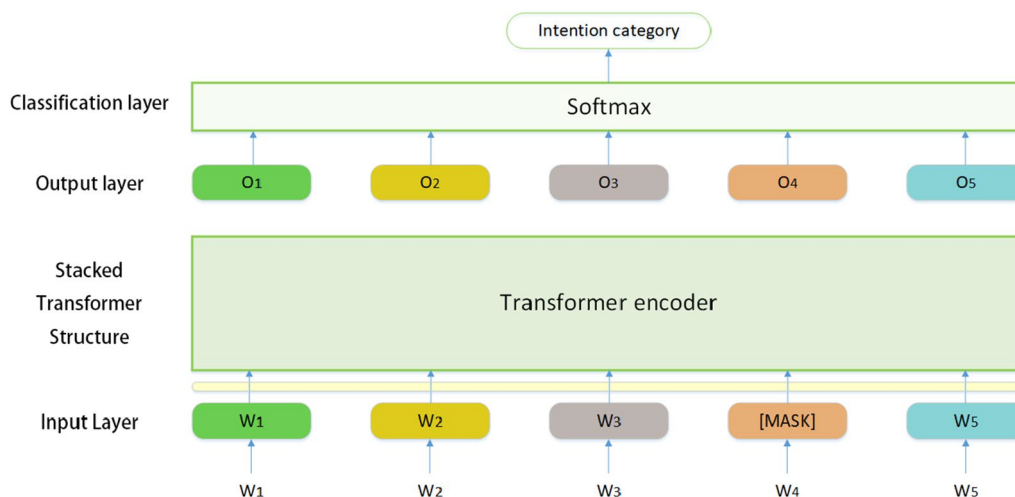 Intention category
Classification layer
Softmax
Output layer
O1 O2 O3 O4 O5
Stacked
Transformer
Structure
Transformer encoder
Input Layer
W1 W2 W3 [MASK] W5
W1 W2 W3 W4 W5